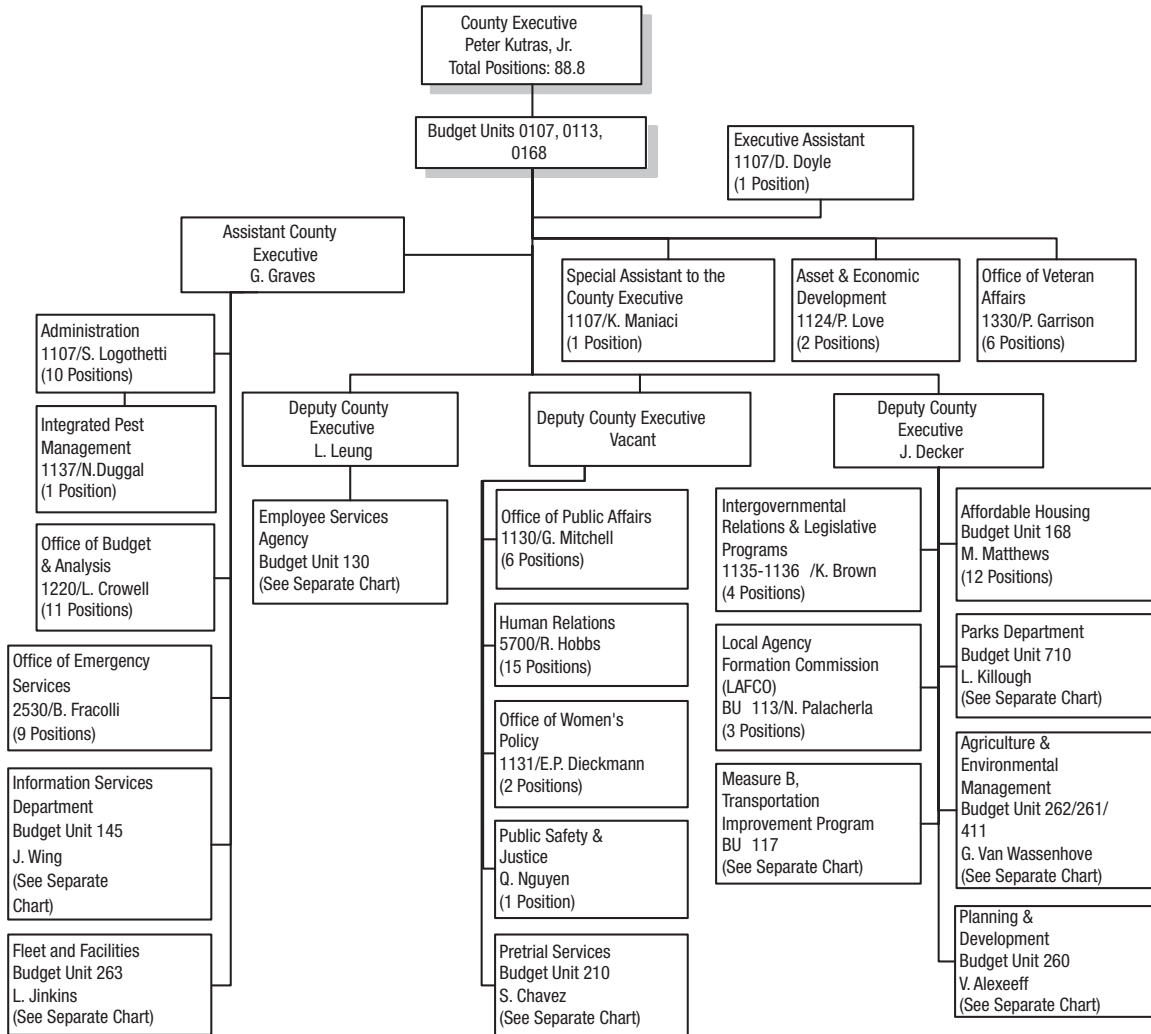 County Executive
Peter Kutras, Jr.
Total Positions: 88.8
Budget Units 0107, 0113,
0168
Executive Assistant
1107/D. Doyle
(1 Position)
Assistant County
Executive
G. Graves
Special Assistant to the
County Executive
1107/K. Maniaci
(1 Position)
Asset & Economic
Development
1124/P. Love
(2 Positions)
Office of Veteran
Affairs
1330/P. Garrison
(6 Positions)
Administration
1107/S. Logothetti
(10 Positions)
Integrated Pest
Management
1137/N.Duggal
(1 Position)
Office of Budget
& Analysis
1220/L. Crowell
(11 Positions)
Office of Emergency
Services
2530/B. Fracolli
(9 Positions)
Information Services
Department
Budget Unit 145
J. Wing
(See Separate
Chart)
Fleet and Facilities
Budget Unit 263
L. Jinkins
(See Separate Chart)
Deputy County
Executive
L. Leung
Employee Services
Agency
Budget Unit 130
(See Separate Chart)
Deputy County Executive
Vacant
Office of Public Affairs
1130/G. Mitchell
(6 Positions)
Human Relations
5700/R. Hobbs
(15 Positions)
Office of Women's
Policy
1131/E.P. Dieckmann
(2 Positions)
Public Safety &
Justice
Q. Nguyen
(1 Position)
Pretrial Services
Budget Unit 210
S. Chavez
(See Separate Chart)
Deputy County
Executive
J. Decker
Intergovernmental
Relations & Legislative
Programs
1135-1136 /K. Brown
(4 Positions)
Local Agency
Formation Commission
(LAFCO)
BU 113/N. Palacherla
(3 Positions)
Measure B,
Transportation
Improvement Program
BU 117
(See Separate Chart)
Affordable Housing
Budget Unit 168
M. Matthews
(12 Positions)
Parks Department
Budget Unit 710
L. Killough
(See Separate Chart)
Agriculture &
Environmental
Management
Budget Unit 262/261/
411
G. Van Wassenhove
(See Separate Chart)
Planning &
Development
Budget Unit 260
V. Alexeeff
(See Separate Chart)